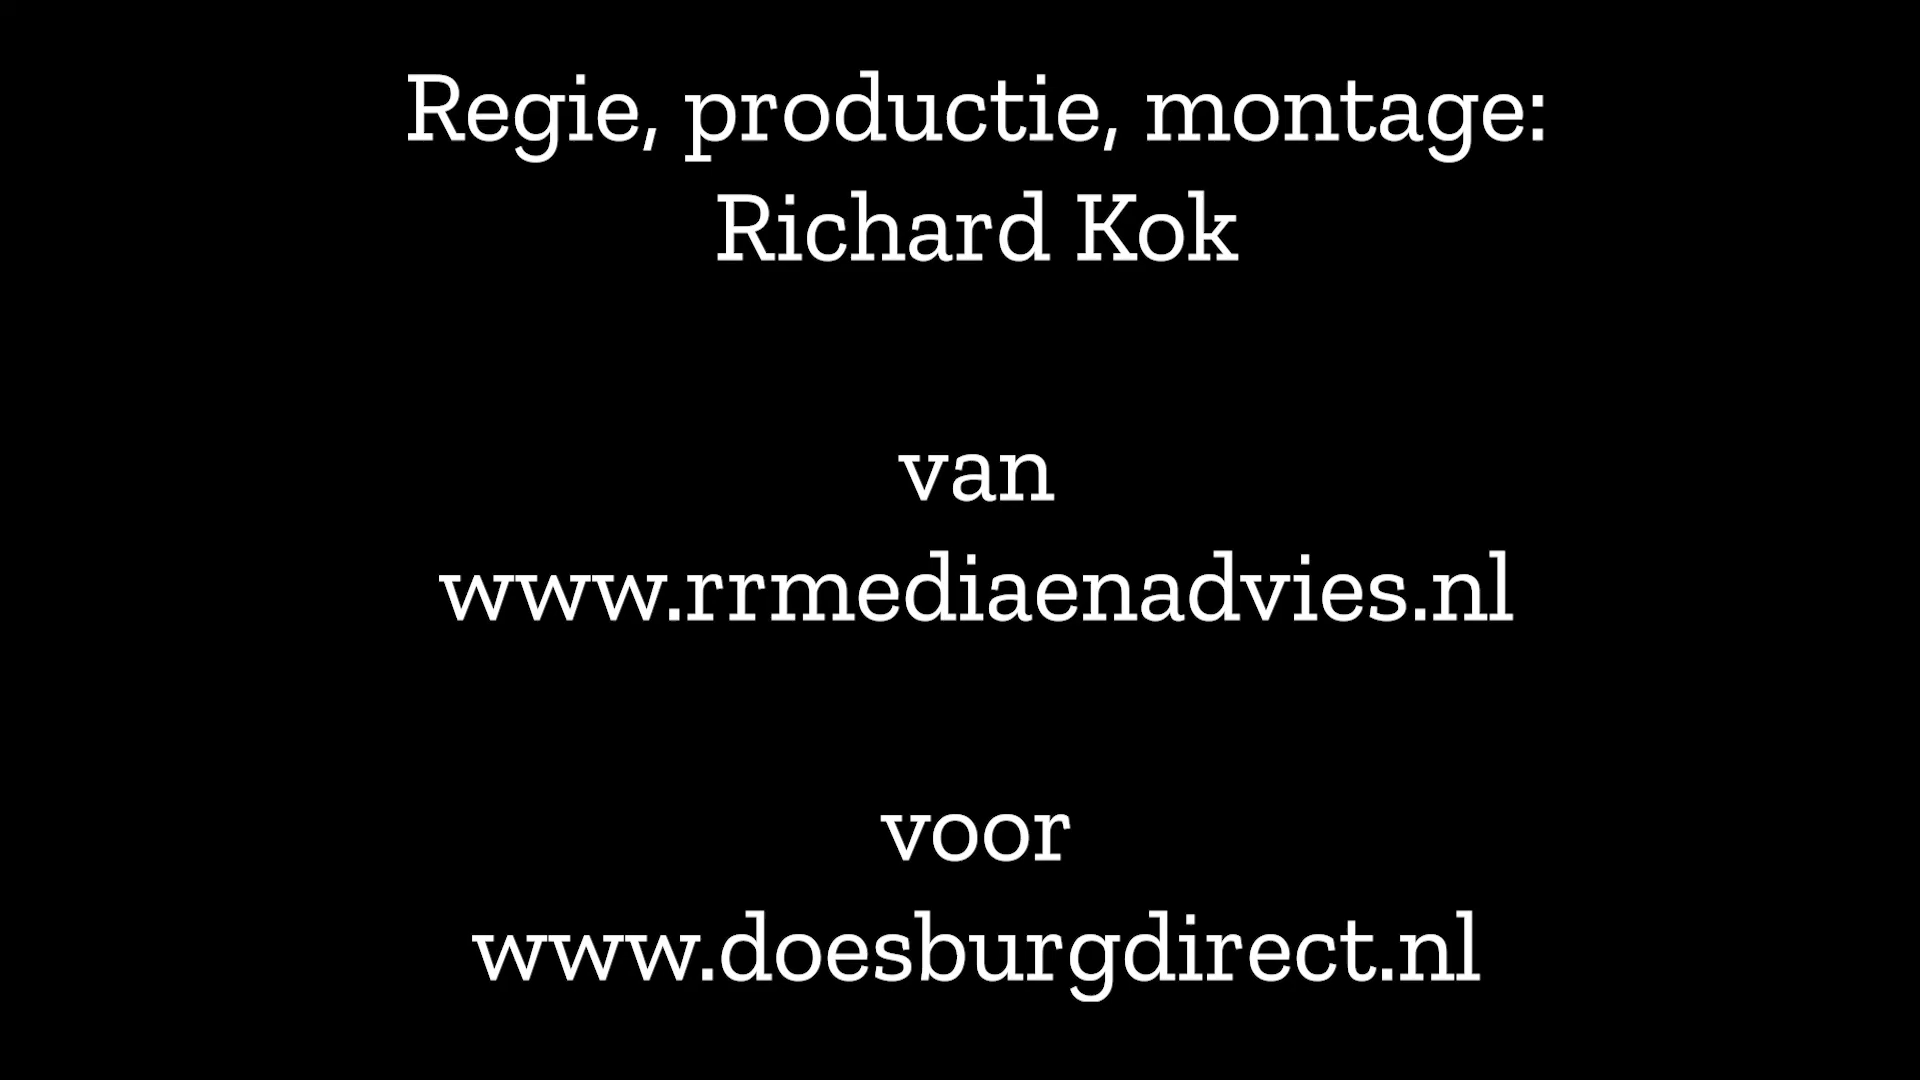 Regie, productie, montage:
Richard Kok
van
www.rrmediaenadvies.nl
voor
www.doesburgdirect.nl